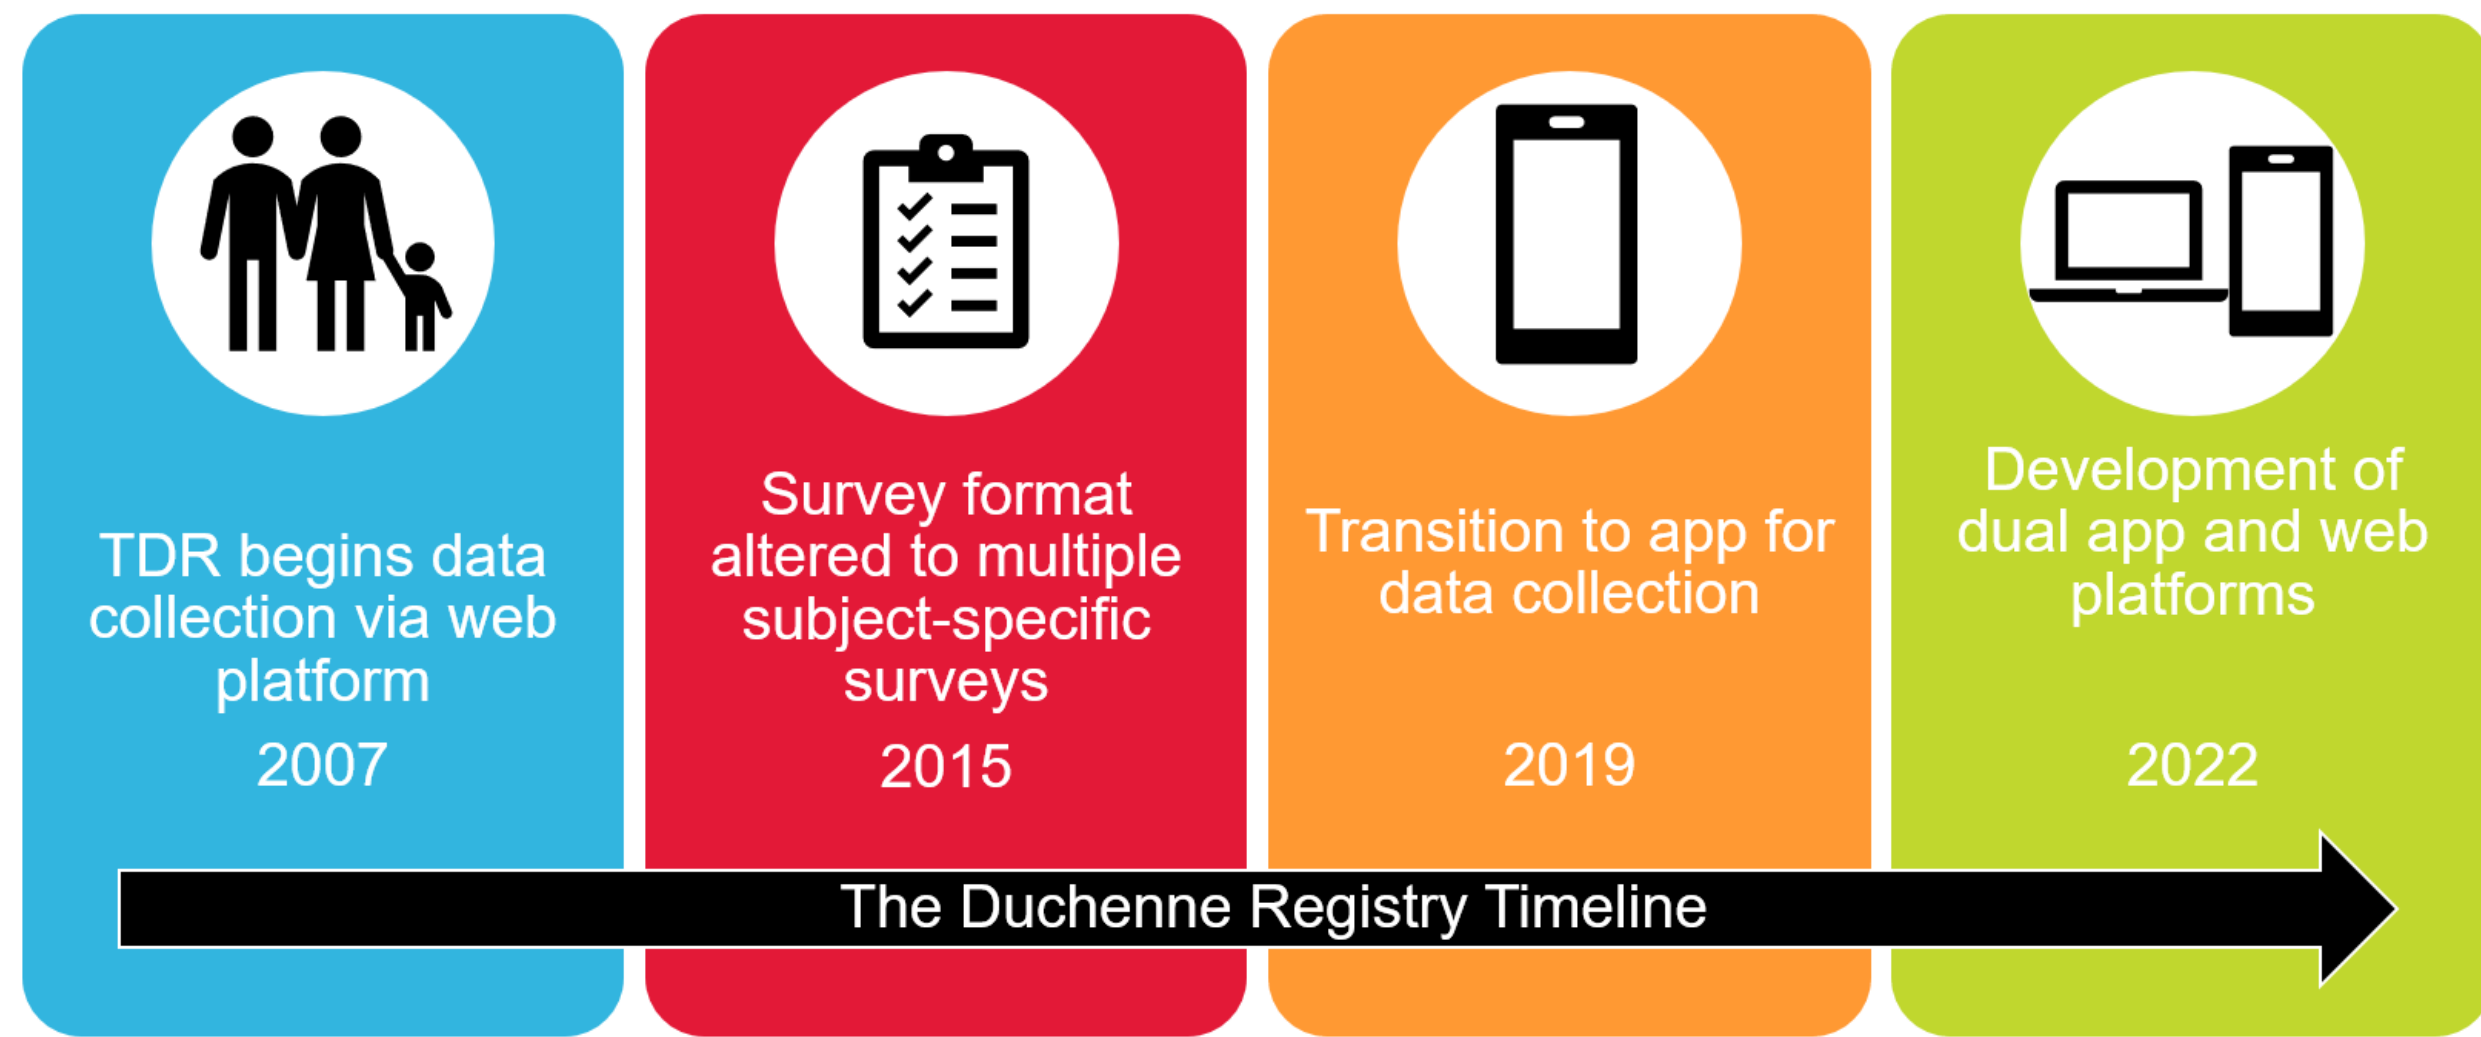 TDR begins data
collection via web
platform
2007
Survey format
altered to multiple
subject-specific
surveys
2015
Transition to app for
data collection
2019
Development of
dual app and web
platforms
2022
The Duchenne Registry Timeline